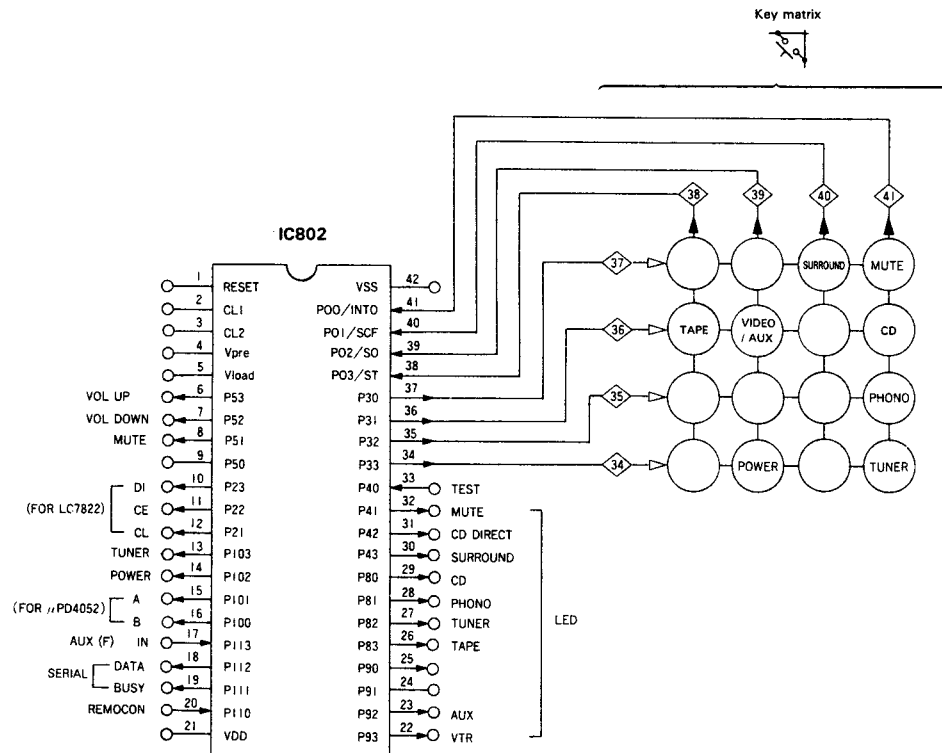 Key matrix
IC802
38 39 40 41
37 SURROUND MUTE
36 TAPE VIDEO / AUX CD
35 PHONO
34 POWER TUNER
1 RESET VSS 42
2 CL1 P00/INTO 41
3 CL2 P01/SCF 40
4 Vpre P02/SO 39
5 Vload P03/ST 38
VOL UP 6 P53 P30 37
VOL DOWN 7 P52 P31 36
MUTE 8 P51 P32 35
9 P50 P33 34
(FOR LC7822) DI 10 P23 P40 33 TEST
CE 11 P22 P41 32 MUTE
CL 12 P21 P42 31 CD DIRECT
TUNER 13 P103 P43 30 SURROUND
POWER 14 P102 P80 29 CD
(FOR μPD4052) A 15 P101 P81 28 PHONO
B 16 P100 P82 27 TUNER
AUX (F) IN 17 P113 P83 26 TAPE
SERIAL DATA 18 P112 P90 25
BUSY 19 P111 P91 24
REMOCON 20 P110 P92 23 AUX
21 VDD P93 22 VTR
LED